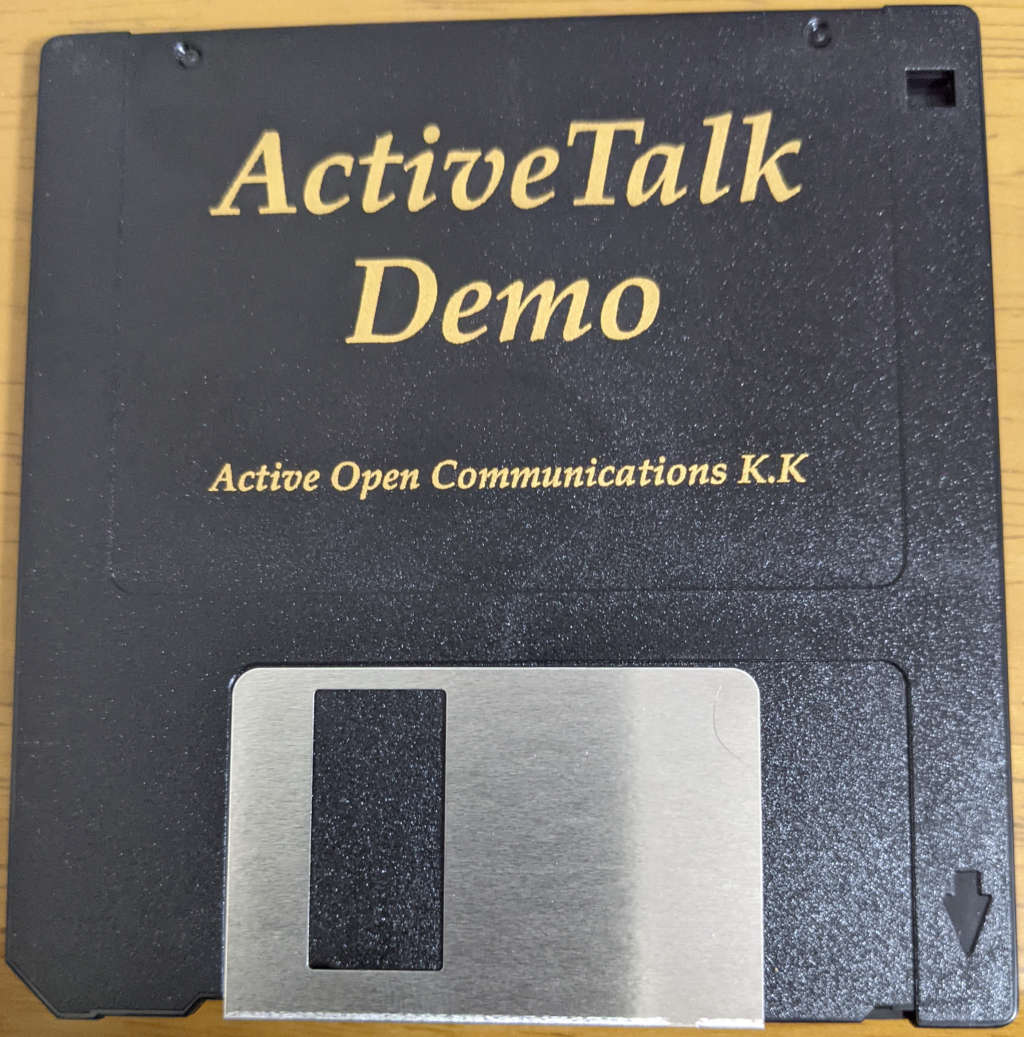 ActiveTalk
Demo
Active Open Communications K.K